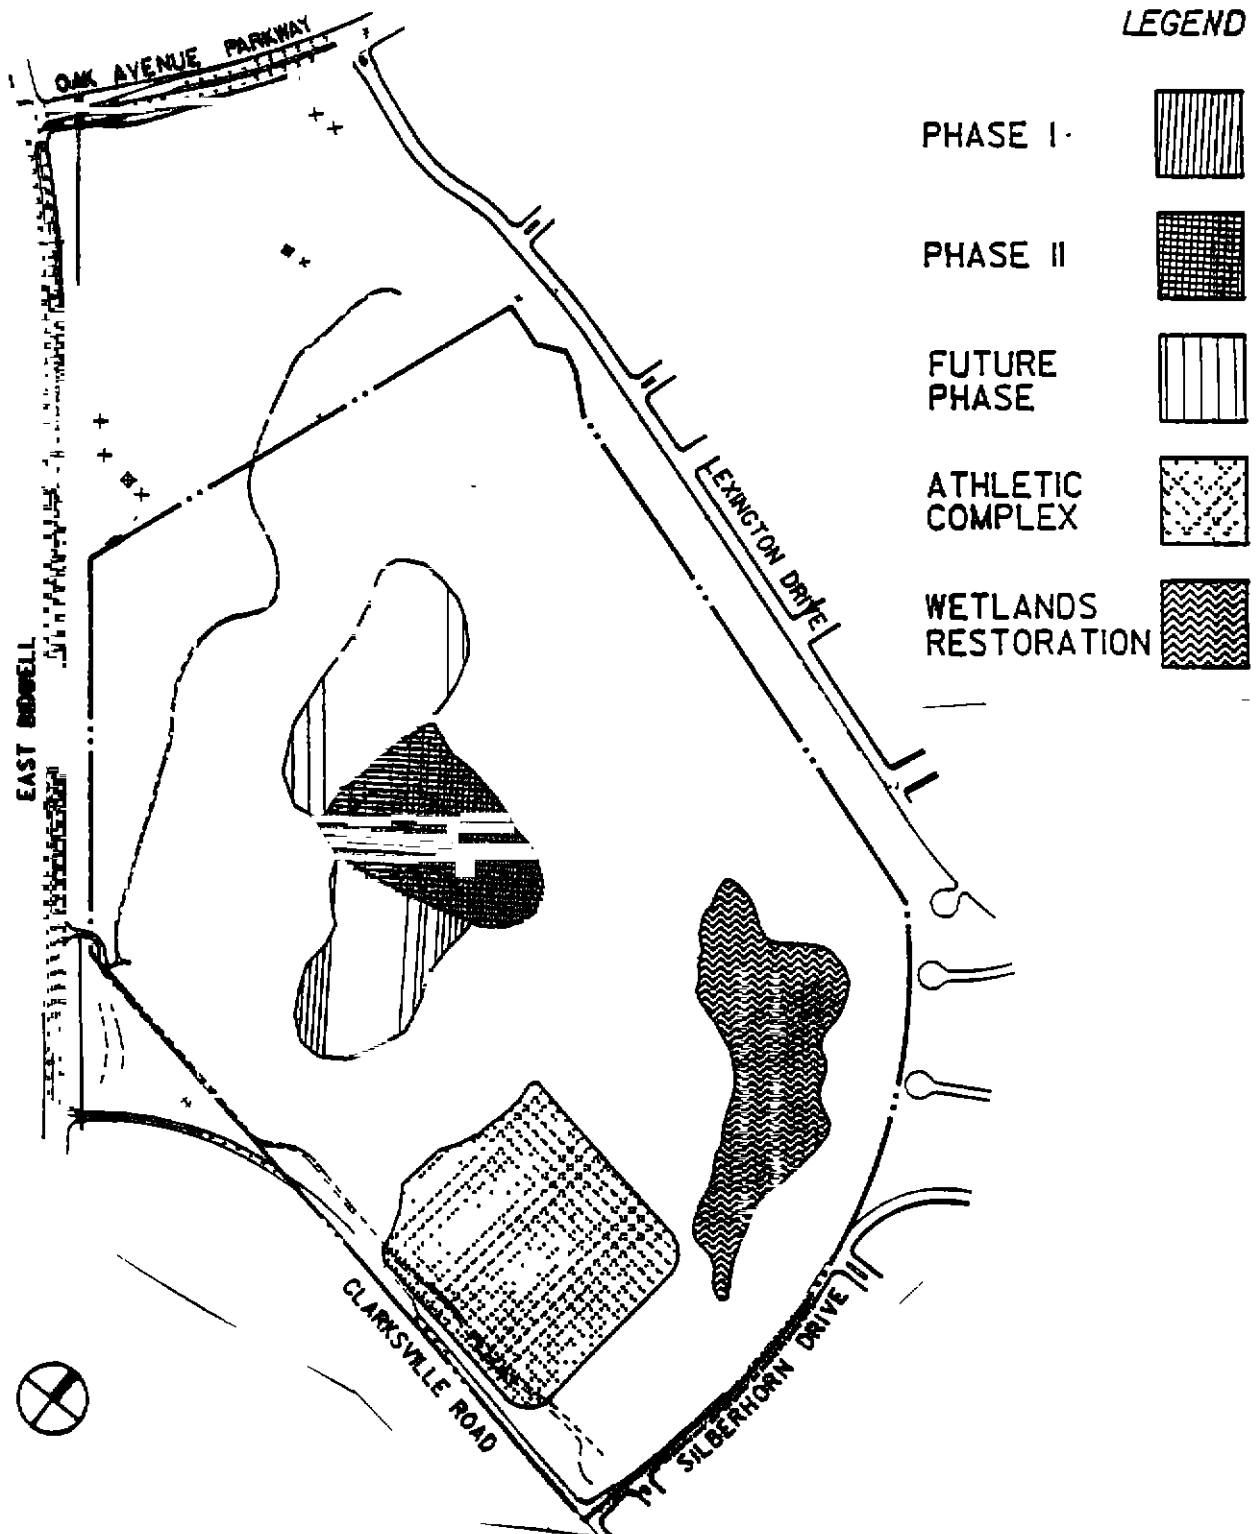 LEGEND
OAK AVENUE PARKWAY
PHASE I
PHASE II
FUTURE
PHASE
ATHLETIC
COMPLEX
LEXINGTON DRIVE
WETLANDS
RESTORATION
EAST BIDWELL
CLARKSVILLE ROAD
SILBERHORN DRIVE